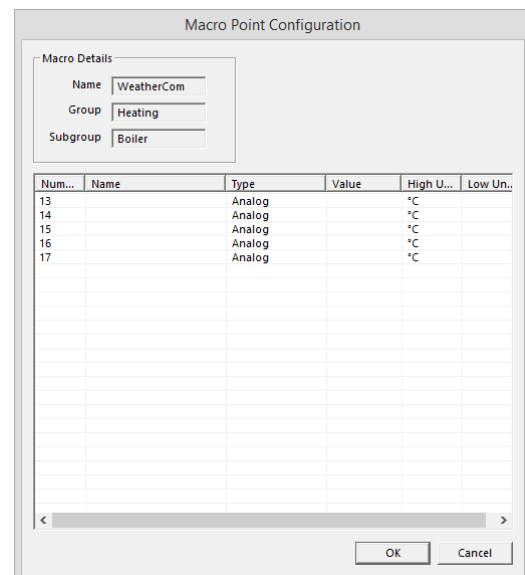 Macro Point Configuration
Macro Details
Name WeatherCom
Group Heating
Subgroup Boiler
Num... Name Type Value High U... Low Un..
13 Analog °C
14 Analog °C
15 Analog °C
16 Analog °C
17 Analog °C
OK Cancel